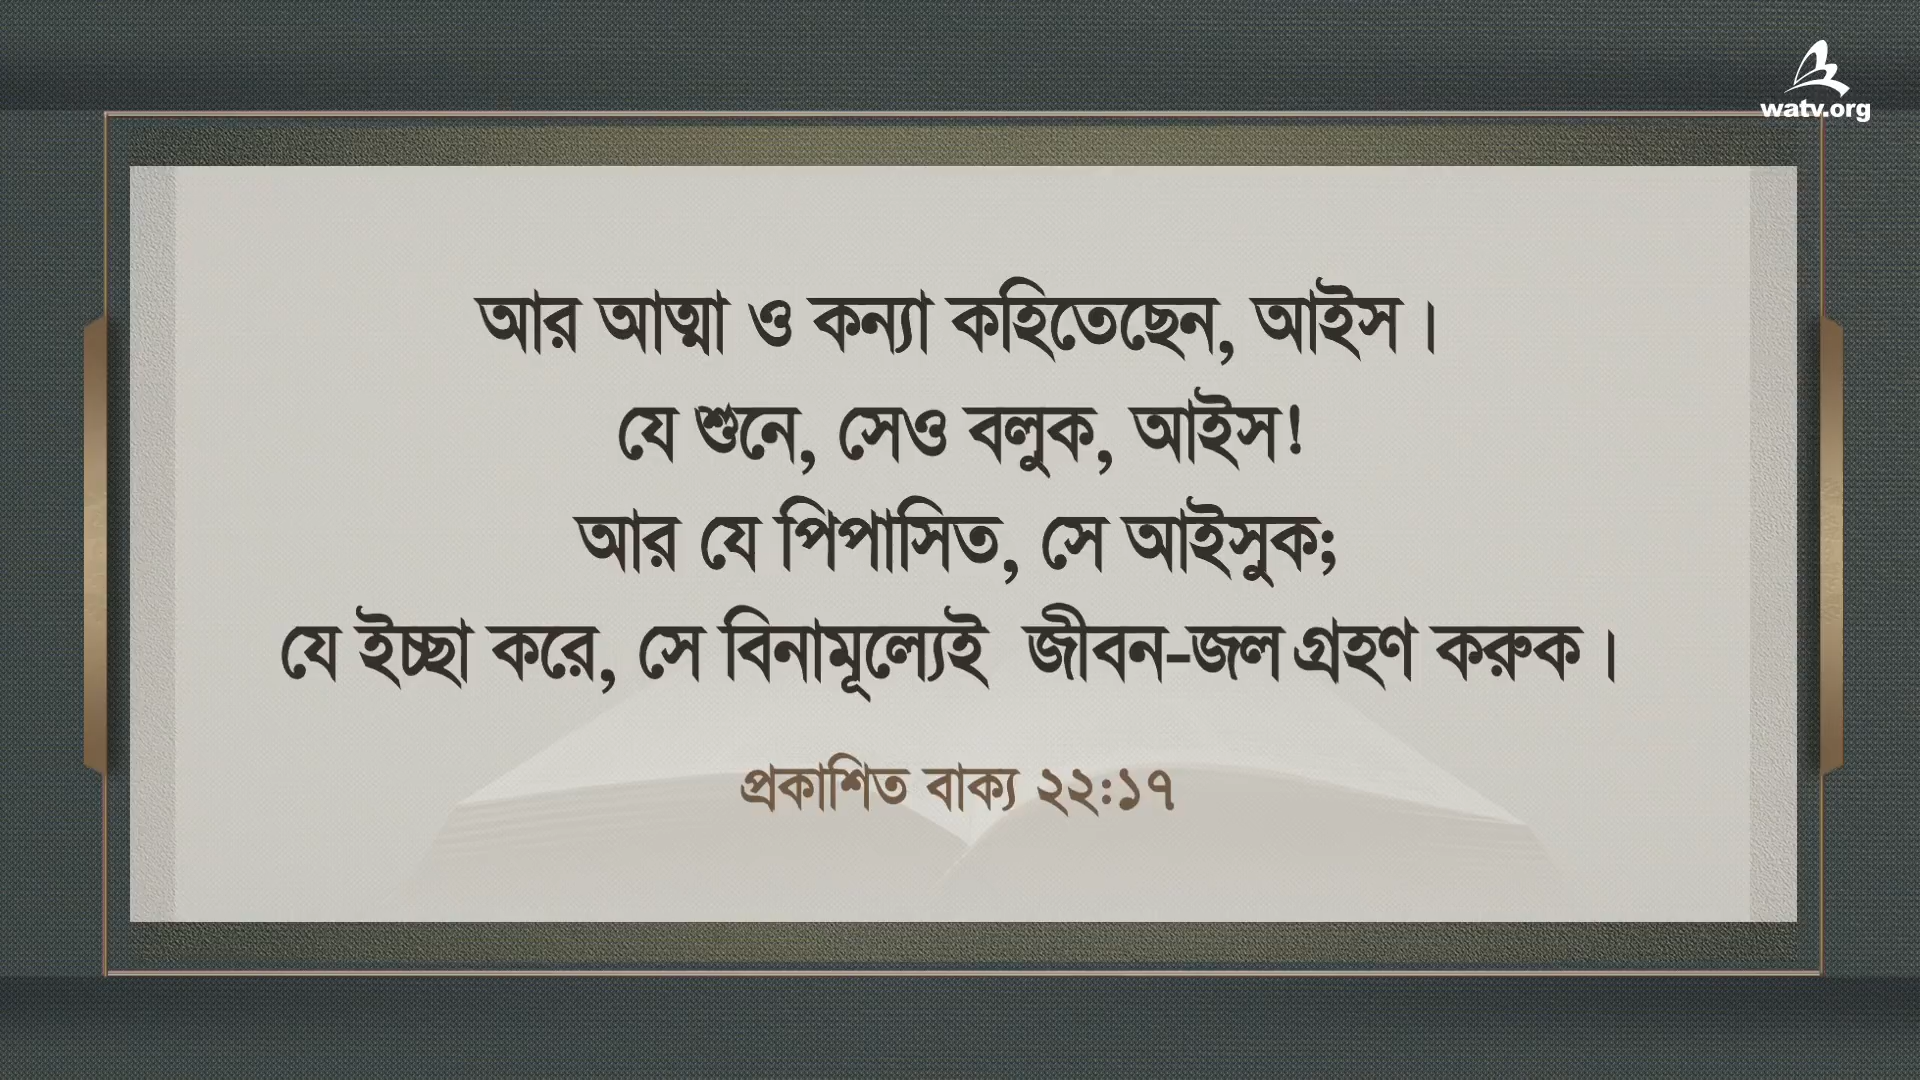 watv.org
আর আত্মা ও কন্যা কহিতেছেন, আইস।
যে শুনে, সেও বলুক, আইস!
আর যে পিপাসিত, সে আইসুক;
যে ইচ্ছা করে, সে বিনামূল্যেই জীবন-জল গ্রহণ করুক।
প্রকাশিত বাক্য ২২:১৭